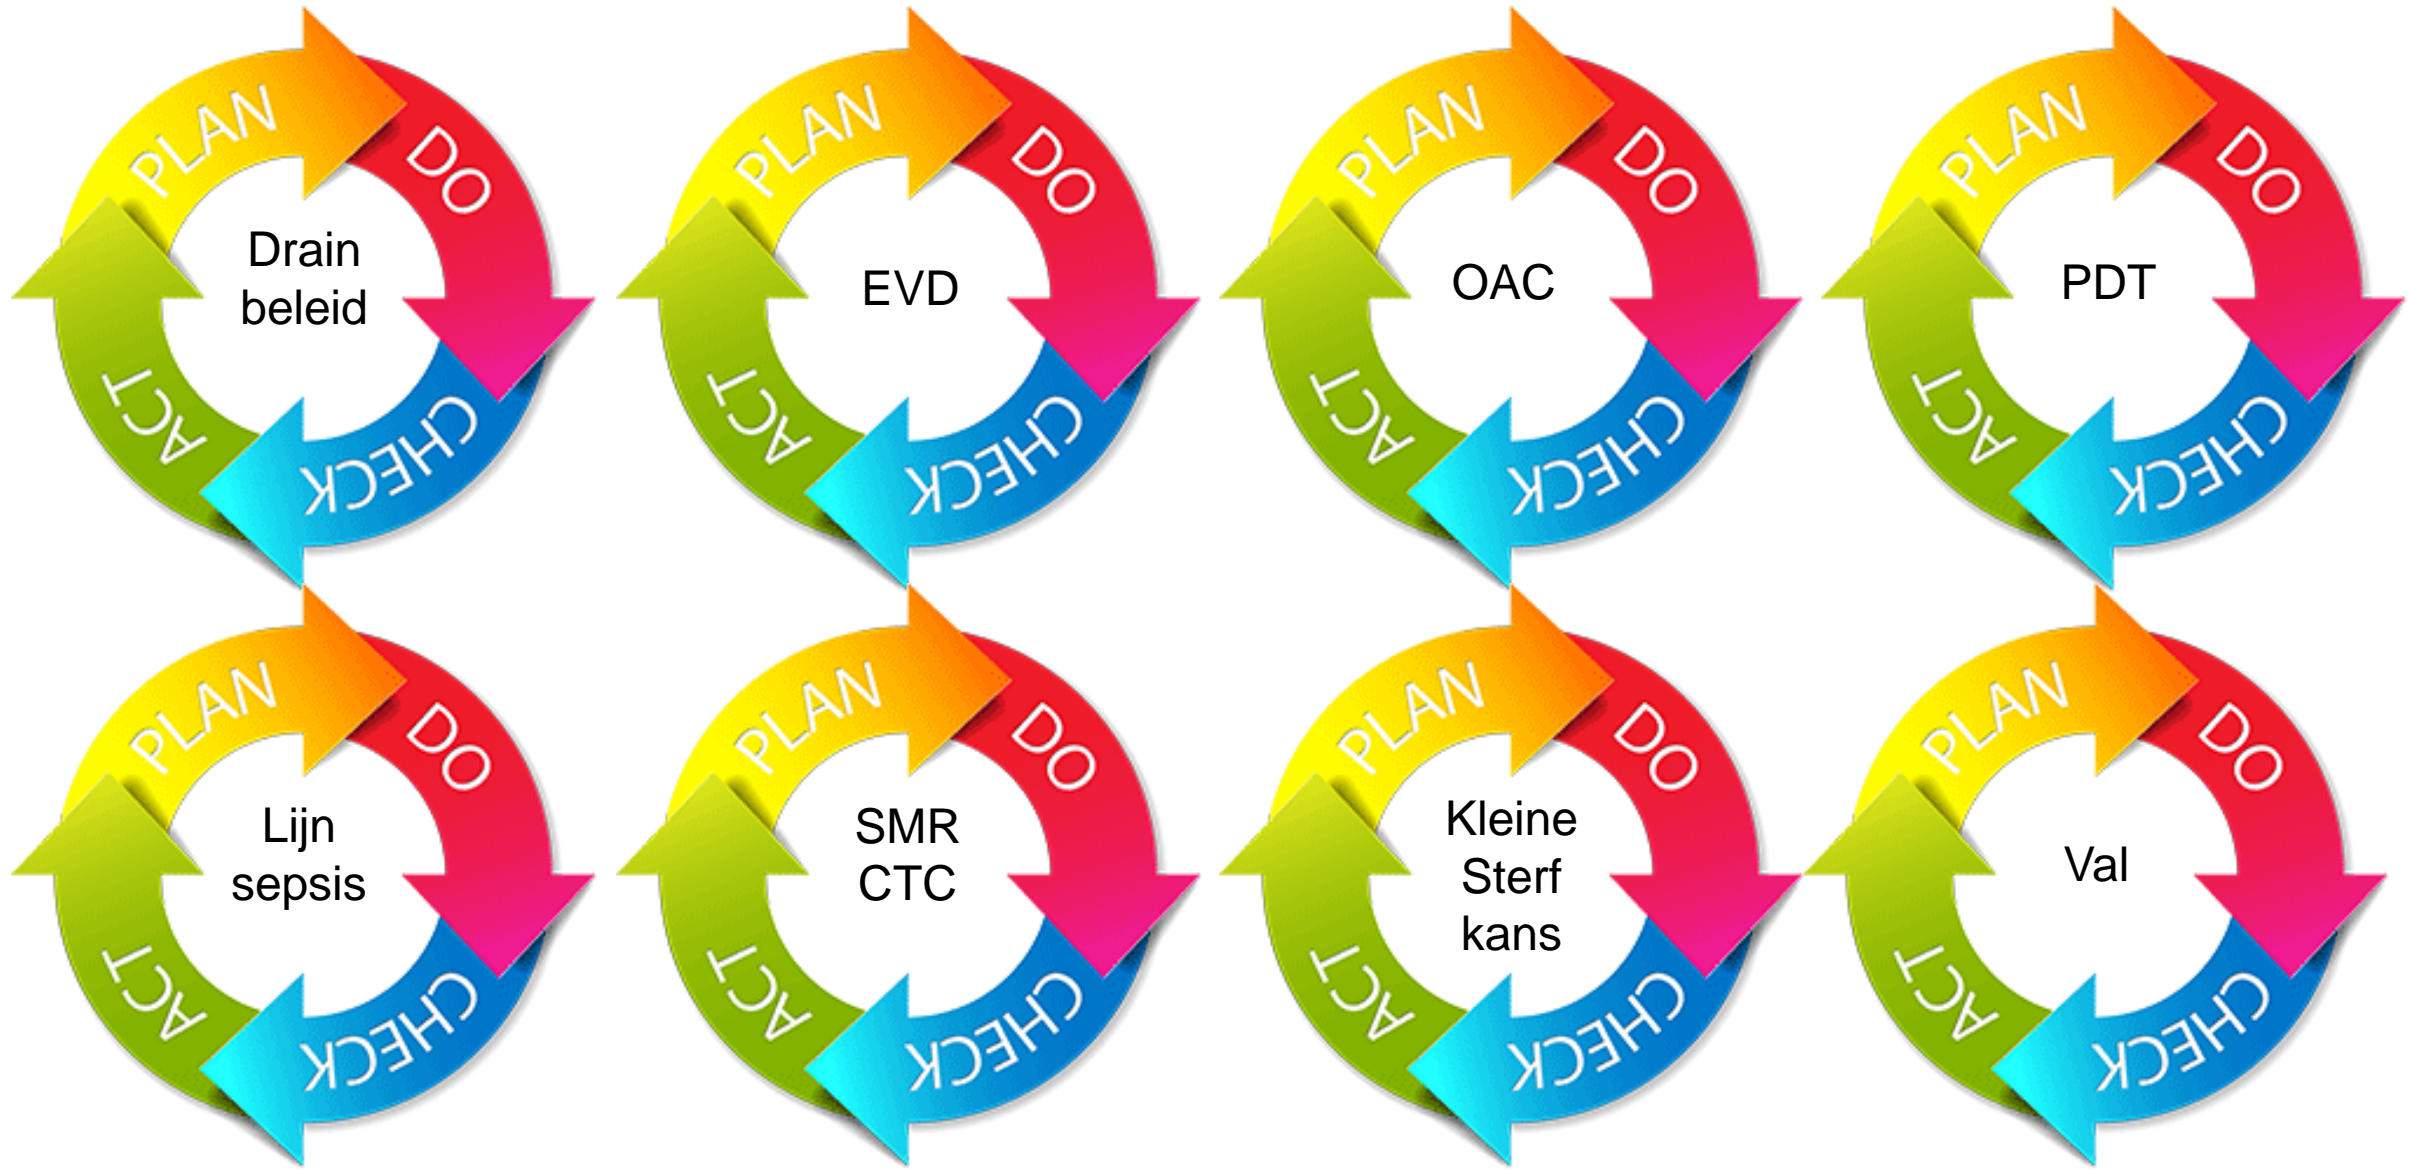 PLAN
DO
CHECK
ACT
Drain
beleid
PLAN
DO
CHECK
ACT
EVD
PLAN
DO
CHECK
ACT
OAC
PLAN
DO
CHECK
ACT
PDT
PLAN
DO
CHECK
ACT
Lijn
sepsis
PLAN
DO
CHECK
ACT
SMR
CTC
PLAN
DO
CHECK
ACT
Kleine
Sterf
kans
PLAN
DO
CHECK
ACT
Val